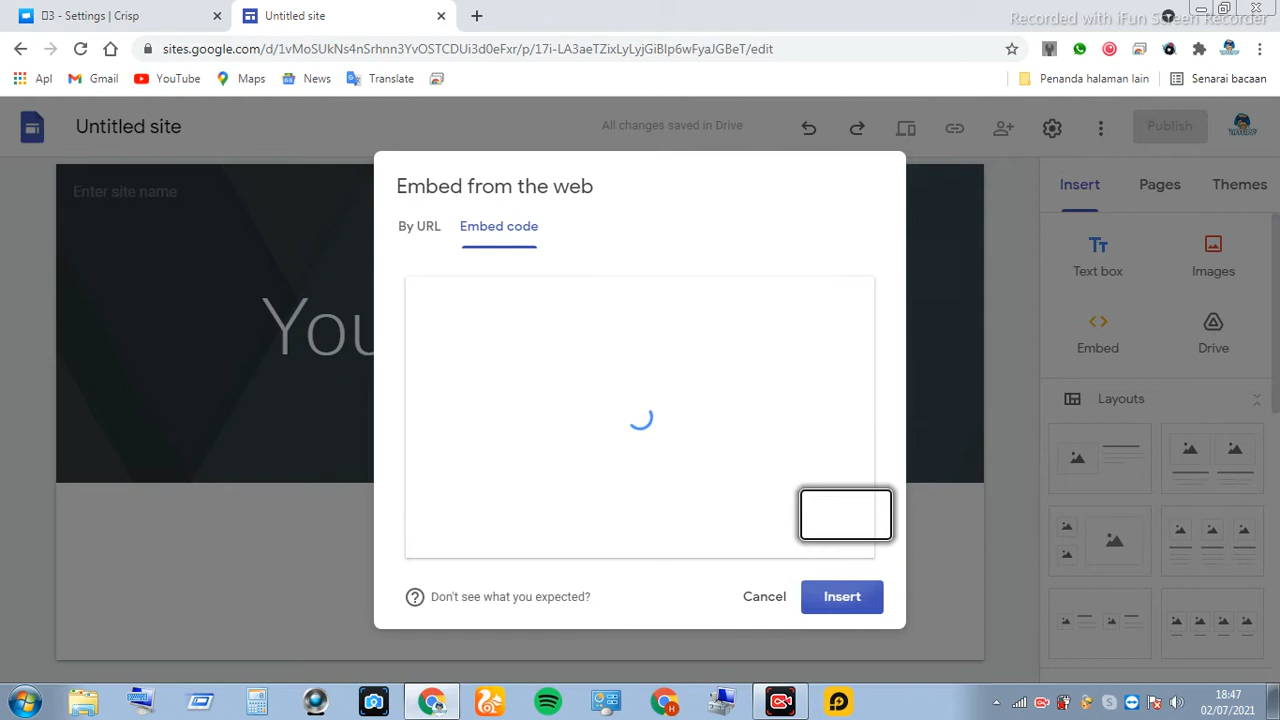 3 - Settings | Crisp
Untitled site
Recorded with iFun Screen Recorder
sites.google.com/d/1vMoSUkNs4nSrhnn3YvOSTCDUi3d0eFxr/p/17i-LA3aeTZixLyLyjGiBlp6wFyaJGBeT/edit
Apl
Gmail
YouTube
Maps
News
Translate
Penanda halaman lain
Senarai bacaan
Untitled site
All changes saved in Drive
Publish
Enter site name
You
Embed from the web
By URL
Embed code
Don't see what you expected?
Cancel
Insert
Insert
Pages
Themes
Text box
Images
Embed
Drive
Layouts
18:47
02/07/2021